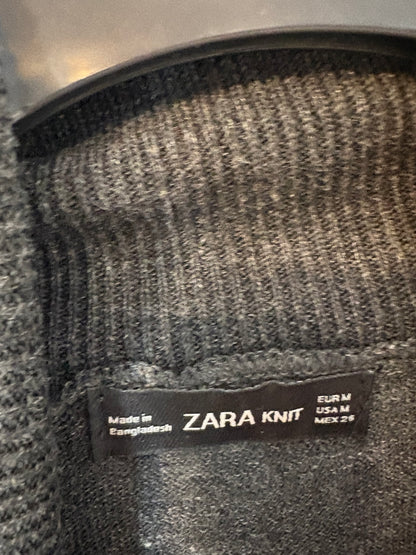 Made in
Bangladesh
ZARA KNIT
EUR M
USA M
MEX 26